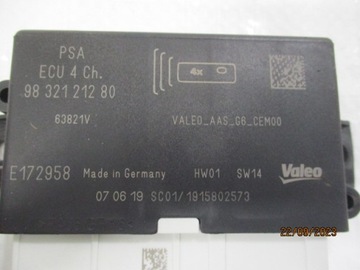 PSA
ECU 4 Ch.
98 321 212 80
4x
63821V
VALEO_AAS_G6_CEM00
E172958 Made in Germany HW01 SW14 Valeo
07 06 19 SC01/1915802573
22/09/2023